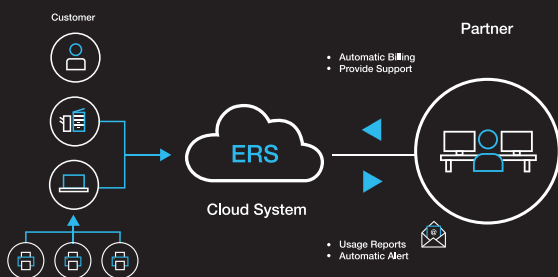 Customer
Partner
• Automatic Billing
• Provide Support
ERS
Cloud System
@
• Usage Reports
• Automatic Alert